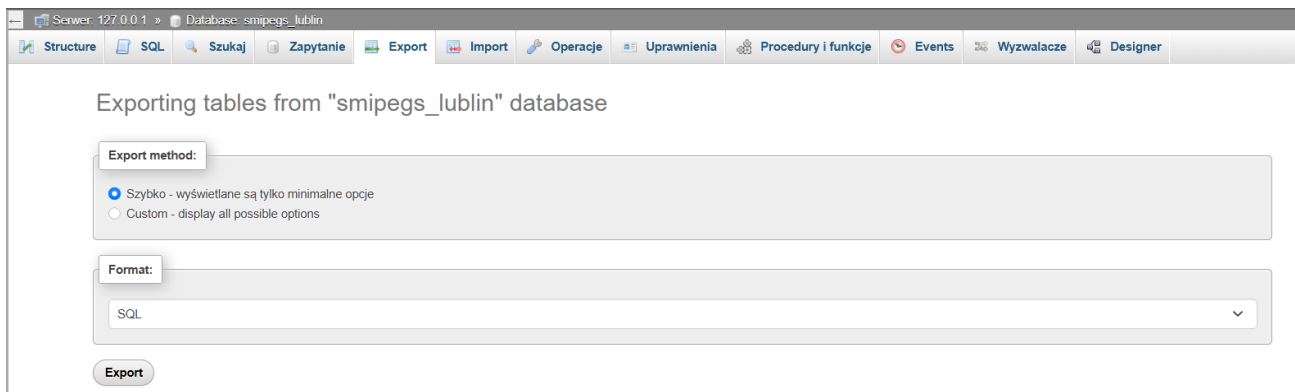 Serwer: 127.0.0.1 » Database: smipegs_lublin
Structure SQL Szukaj Zapytanie Export Import Operacje Uprawnienia Procedury i funkcje Events Wyzwalacze Designer
Exporting tables from "smipegs_lublin" database
Export method:
Szybko - wyświetlane są tylko minimalne opcje
Custom - display all possible options
Format:
SQL
Export